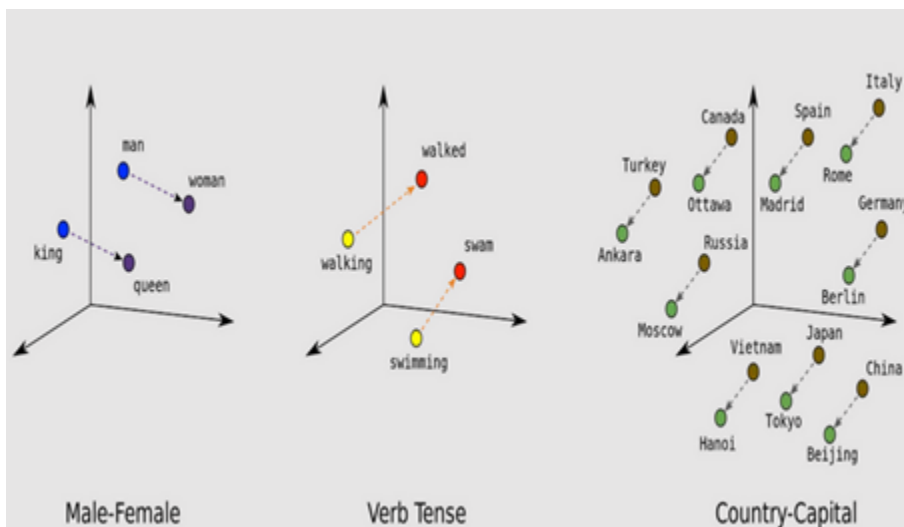 man
woman
king
queen
Male-Female
walked
walking
swam
swimming
Verb Tense
Italy
Spain
Canada
Rome
Turkey
Ottawa
Madrid
Germany
Russia
Ankara
Berlin
Moscow
Japan
Vietnam
China
Tokyo
Hanoi
Beijing
Country-Capital